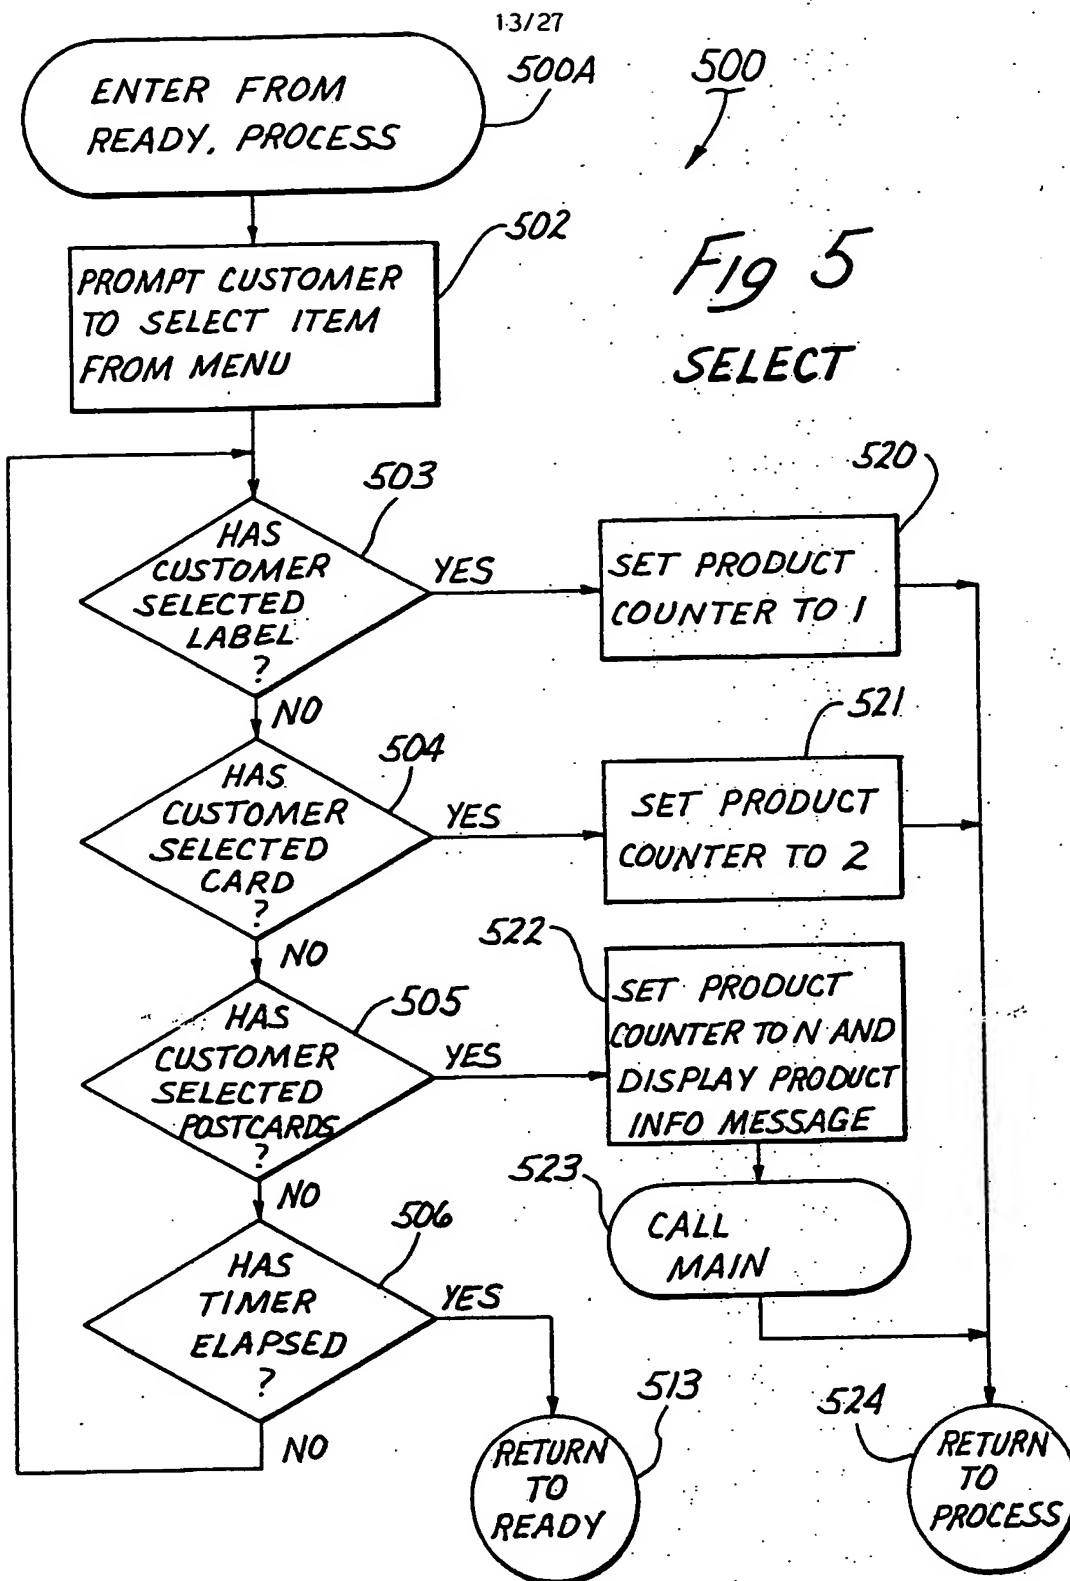 13/27
ENTER FROM
READY, PROCESS
500A
500
502
PROMPT CUSTOMER
TO SELECT ITEM
FROM MENU
Fig 5
SELECT
503
HAS
CUSTOMER
SELECTED
LABEL
?
YES
520
SET PRODUCT
COUNTER TO 1
NO
504
HAS
CUSTOMER
SELECTED
CARD
?
YES
521
SET PRODUCT
COUNTER TO 2
NO
505
HAS
CUSTOMER
SELECTED
POSTCARDS
?
YES
522
SET PRODUCT
COUNTER TO N AND
DISPLAY PRODUCT
INFO MESSAGE
523
CALL
MAIN
NO
506
HAS
TIMER
ELAPSED
?
YES
NO
513
RETURN
TO
READY
524
RETURN
TO
PROCESS